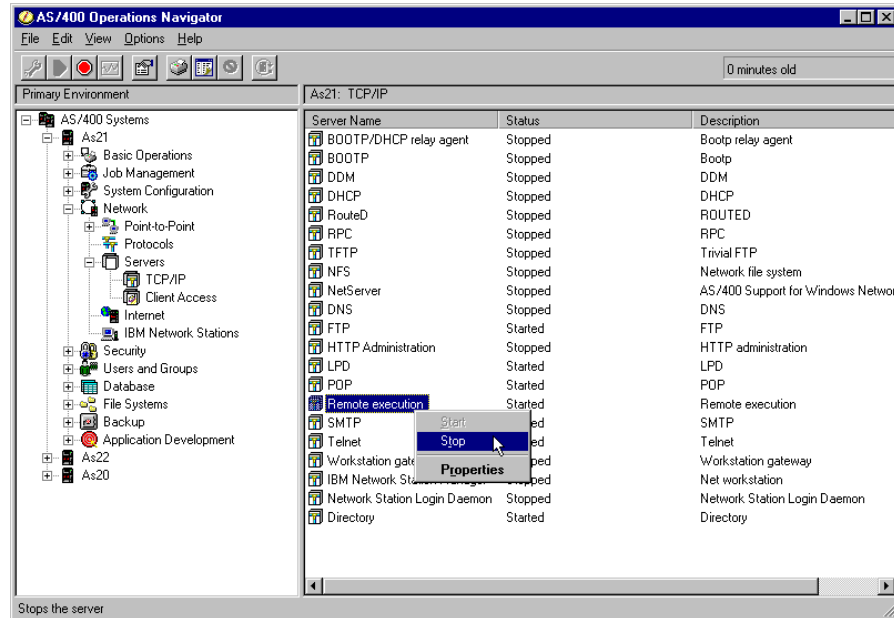 AS/400 Operations Navigator
File Edit View Options Help
0 minutes old
Primary Environment
As21: TCP/IP
AS/400 Systems
As21
Basic Operations
Job Management
System Configuration
Network
Point-to-Point
Protocols
Servers
TCP/IP
Client Access
Internet
IBM Network Stations
Security
Users and Groups
Database
File Systems
Backup
Application Development
As22
As20
Server Name Status Description
BOOTP/DHCP relay agent Stopped Bootp relay agent
BOOTP Stopped Bootp
DDM Stopped DDM
DHCP Stopped DHCP
RouteD Stopped ROUTED
RPC Stopped RPC
TFTP Stopped Trivial FTP
NFS Stopped Network file system
NetServer Stopped AS/400 Support for Windows Networ
DNS Stopped DNS
FTP Started FTP
HTTP Administration Stopped HTTP administration
LPD Started LPD
POP Started POP
Remote execution Started Remote execution
SMTP ed SMTP
Telnet ed Telnet
Workstation gate ped Workstation gateway
IBM Network Station Manager ped Net workstation
Network Station Login Daemon Stopped Network Station Login Daemon
Directory Started Directory
Start
Stop
Properties
Stops the server